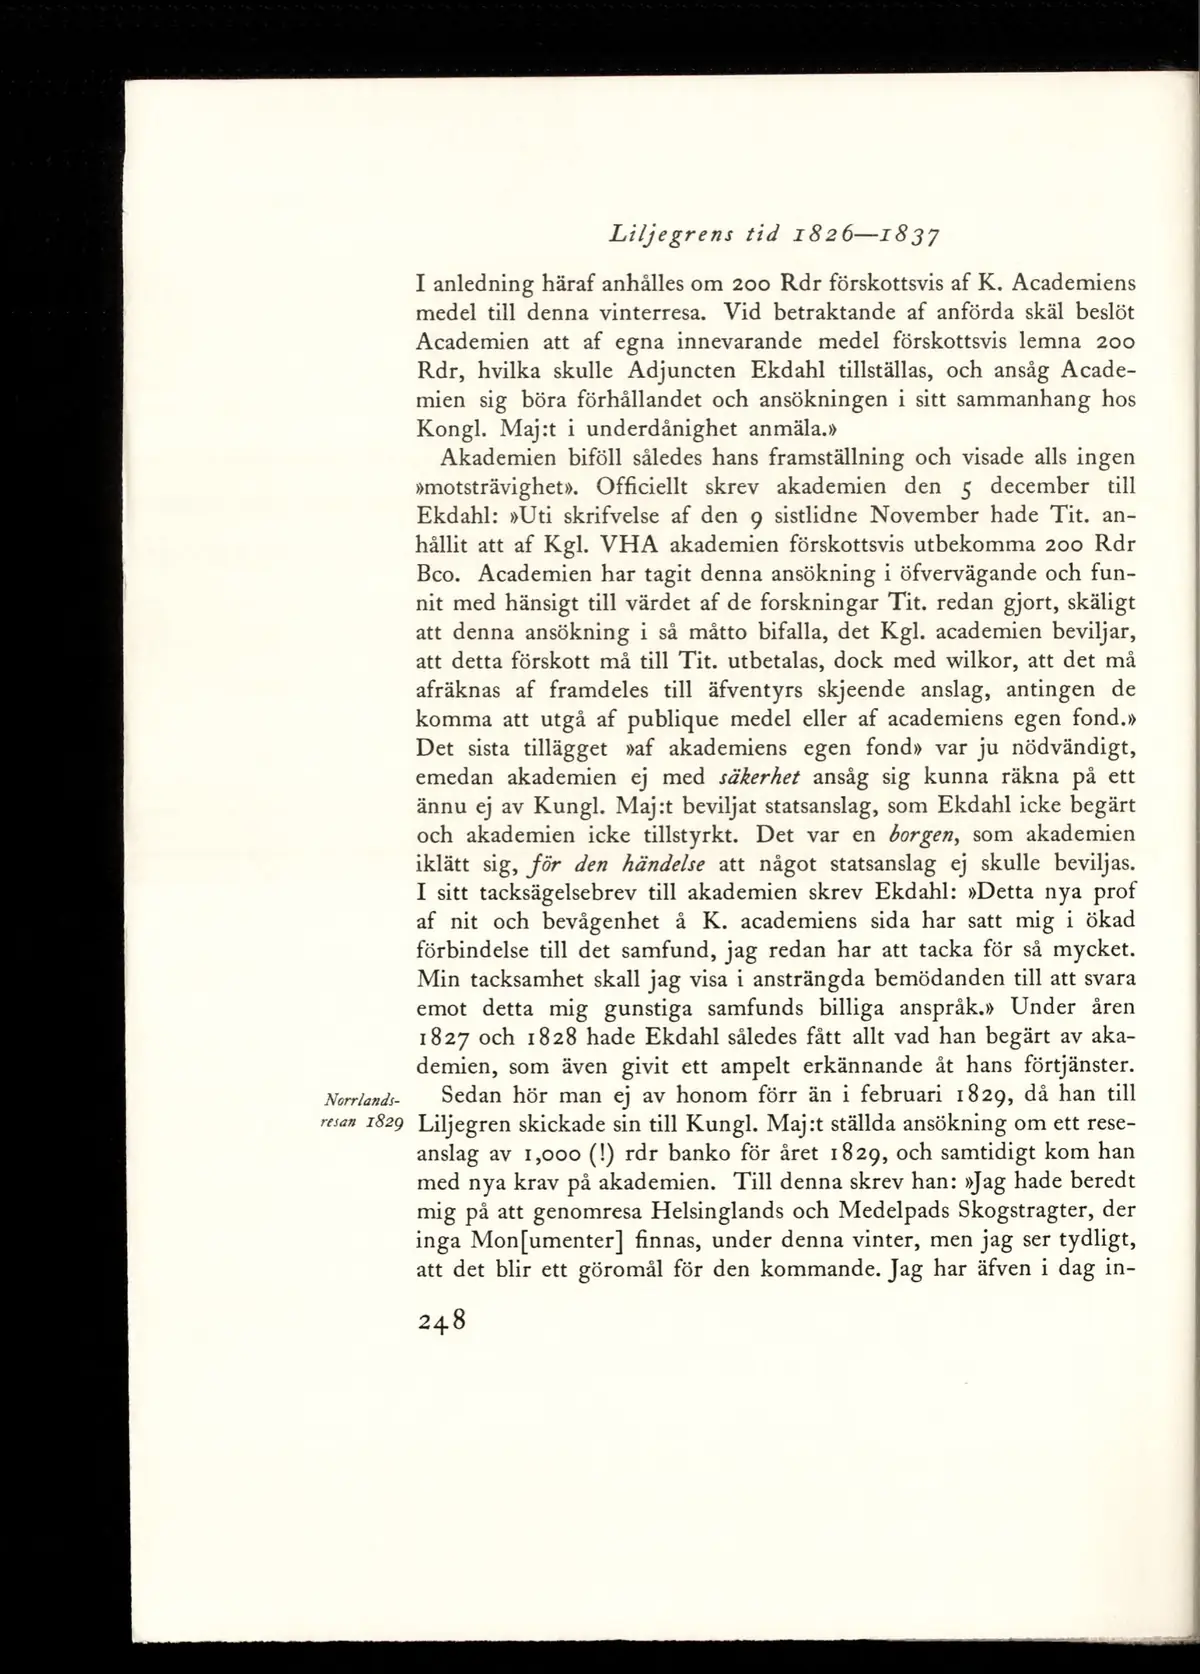 Liljegrens tid 1826—1837
I anledning häraf anhålles om 200 Rdr förskottsvis af K. Academiens
medel till denna vinterresa. Vid betraktande af anförda skäl beslöt
Academien att af egna innevarande medel förskottsvis lemna 200
Rdr, hvilka skulle Adjuncten Ekdahl tillställas, och ansåg Acade-
mien sig böra förhållandet och ansökningen i sitt sammanhang hos
Kongl. Maj:t i underdånighet anmäla.»
Akademien biföll således hans framställning och visade alls ingen
»motsträvighet». Officiellt skrev akademien den 5 december till
Ekdahl: »Uti skrifvelse af den 9 sistlidne November hade Tit. an-
hållit att af Kgl. VHA akademien förskottsvis utbekomma 200 Rdr
Bco. Academien har tagit denna ansökning i öfvervägande och fun-
nit med hänsigt till värdet af de forskningar Tit. redan gjort, skäligt
att denna ansökning i så måtto bifalla, det Kgl. academien beviljar,
att detta förskott må till Tit. utbetalas, dock med wilkor, att det må
afräknas af framdeles till äfventyrs skjeende anslag, antingen de
komma att utgå af publique medel eller af academiens egen fond.»
Det sista tillägget »af akademiens egen fond» var ju nödvändigt,
emedan akademien ej med säkerhet ansåg sig kunna räkna på ett
ännu ej av Kungl. Maj:t beviljat statsanslag, som Ekdahl icke begärt
och akademien icke tillstyrkt. Det var en borgen, som akademien
iklätt sig, för den händelse att något statsanslag ej skulle beviljas.
I sitt tacksägelsebrev till akademien skrev Ekdahl: »Detta nya prof
af nit och bevågenhet å K. academiens sida har satt mig i ökad
förbindelse till det samfund, jag redan har att tacka för så mycket.
Min tacksamhet skall jag visa i ansträngda bemödanden till att svara
emot detta mig gunstiga samfunds billiga anspråk.» Under åren
1827 och 1828 hade Ekdahl således fått allt vad han begärt av aka-
demien, som även givit ett ampelt erkännande åt hans förtjänster.
Norrlands-
resan 1829
Sedan hör man ej av honom förr än i februari 1829, då han till
Liljegren skickade sin till Kungl. Maj:t ställda ansökning om ett rese-
anslag av 1,000 (!) rdr banko för året 1829, och samtidigt kom han
med nya krav på akademien. Till denna skrev han: »Jag hade beredt
mig på att genomresa Helsinglands och Medelpads Skogstragter, der
inga Mon[umenter] finnas, under denna vinter, men jag ser tydligt,
att det blir ett göromål för den kommande. Jag har äfven i dag in-
248